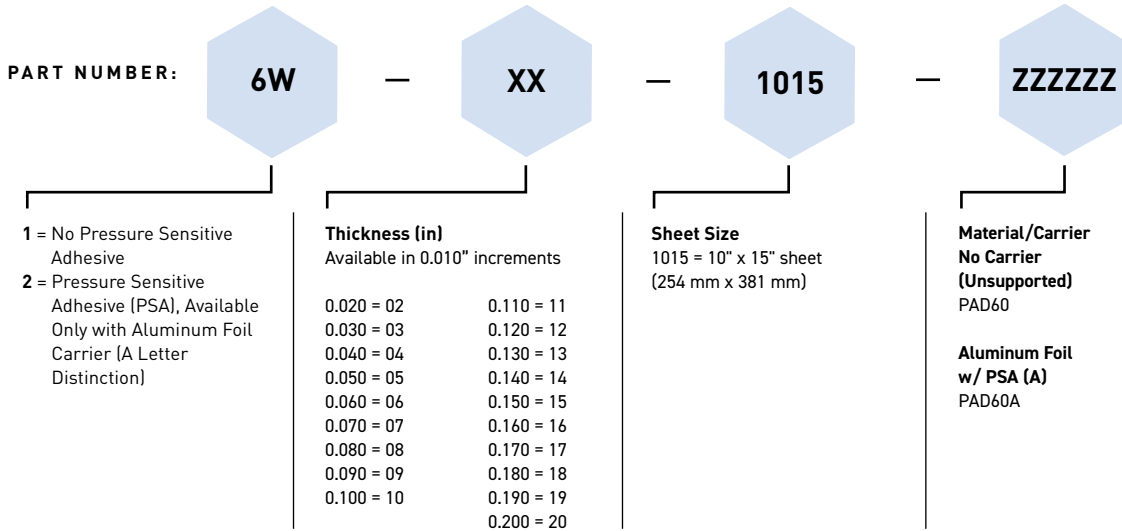 PART NUMBER:
6W — XX — 1015 — ZZZZZZ
1 = No Pressure Sensitive
Adhesive
2 = Pressure Sensitive
Adhesive (PSA), Available
Only with Aluminum Foil
Carrier (A Letter
Distinction)
Thickness (in)
Available in 0.010" increments
0.020 = 02
0.030 = 03
0.040 = 04
0.050 = 05
0.060 = 06
0.070 = 07
0.080 = 08
0.090 = 09
0.100 = 10
0.110 = 11
0.120 = 12
0.130 = 13
0.140 = 14
0.150 = 15
0.160 = 16
0.170 = 17
0.180 = 18
0.190 = 19
0.200 = 20
Sheet Size
1015 = 10" x 15" sheet
(254 mm x 381 mm)
Material/Carrier
No Carrier
(Unsupported)
PAD60
Aluminum Foil
w/ PSA (A)
PAD60A